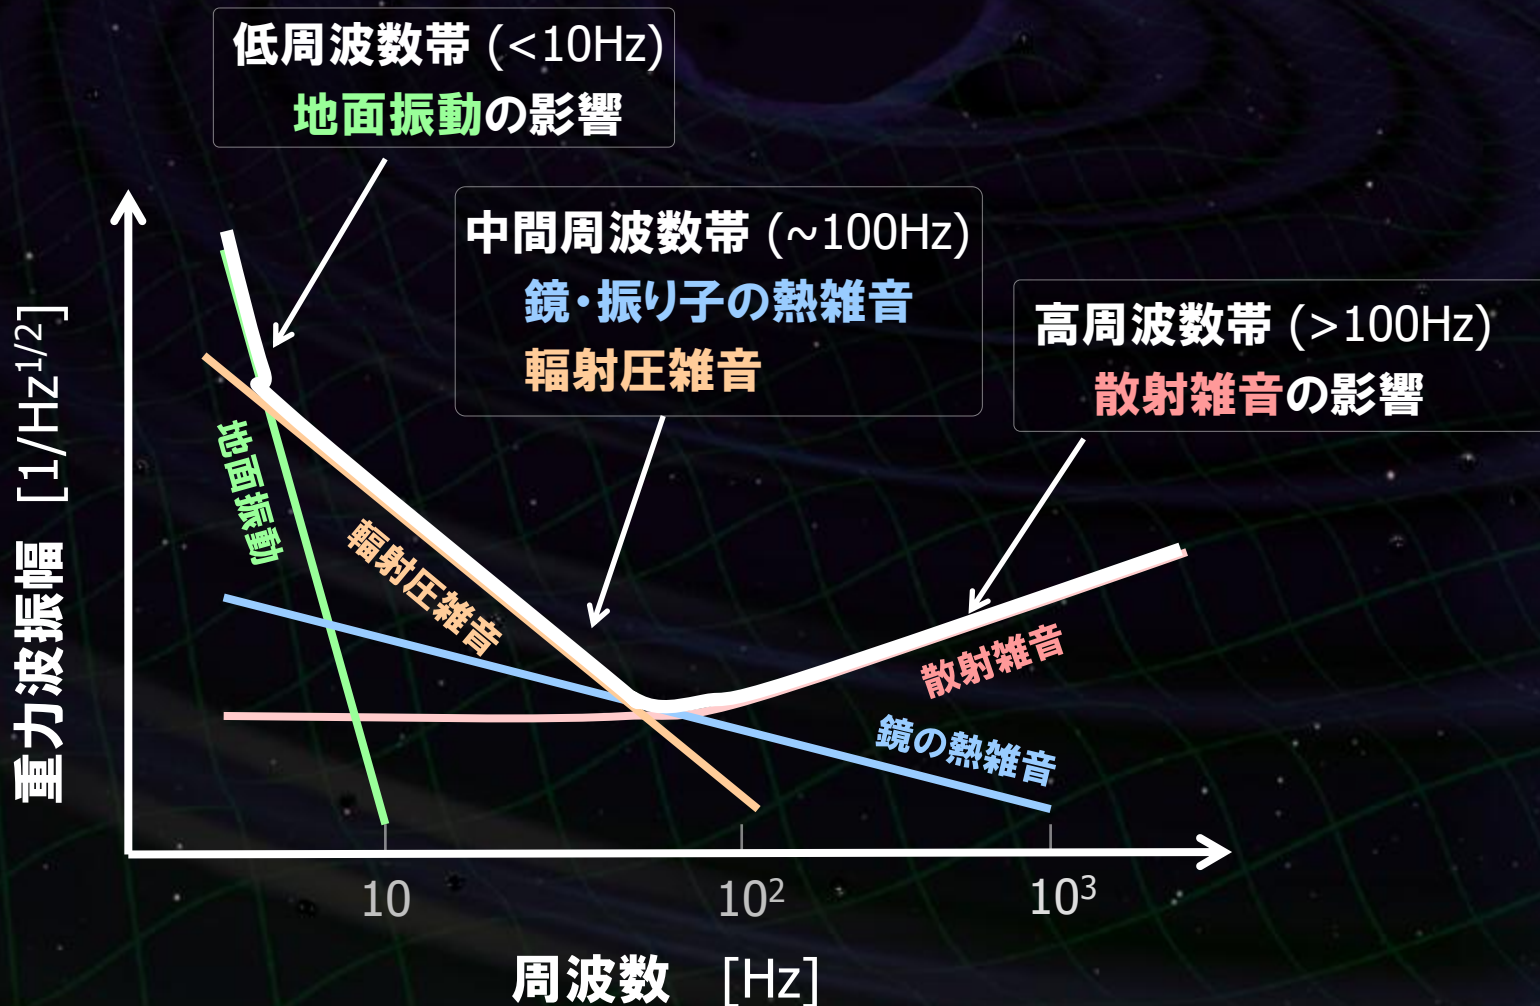 低周波数帯 (<10Hz)
地面振動の影響
中間周波数帯 (~100Hz)
鏡・振り子の熱雑音
輻射圧雑音
高周波数帯 (>100Hz)
散射雑音の影響
重力波振幅 [1/Hz^1/2]
地面振動
輻射圧雑音
散射雑音
鏡の熱雑音
10
10²
10³
周波数 [Hz]